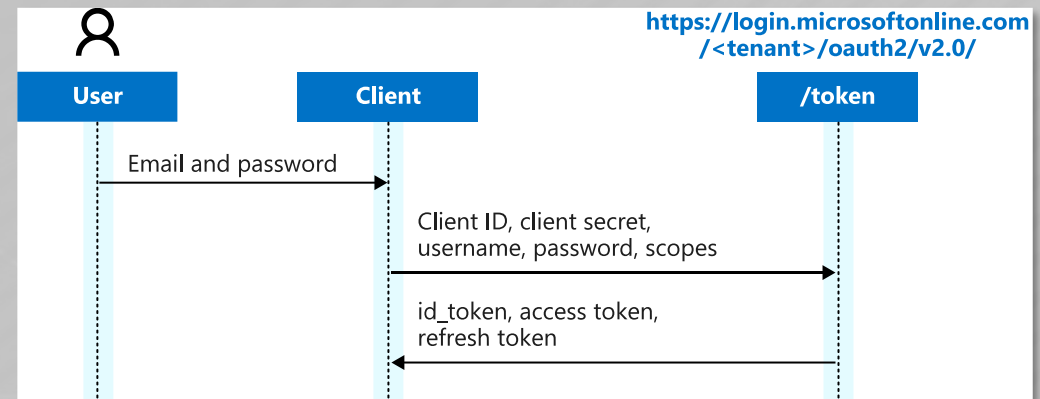 https://login.microsoftonline.com
/<tenant>/oauth2/v2.0/
User
Client
/token
Email and password
Client ID, client secret,
username, password, scopes
id_token, access token,
refresh token